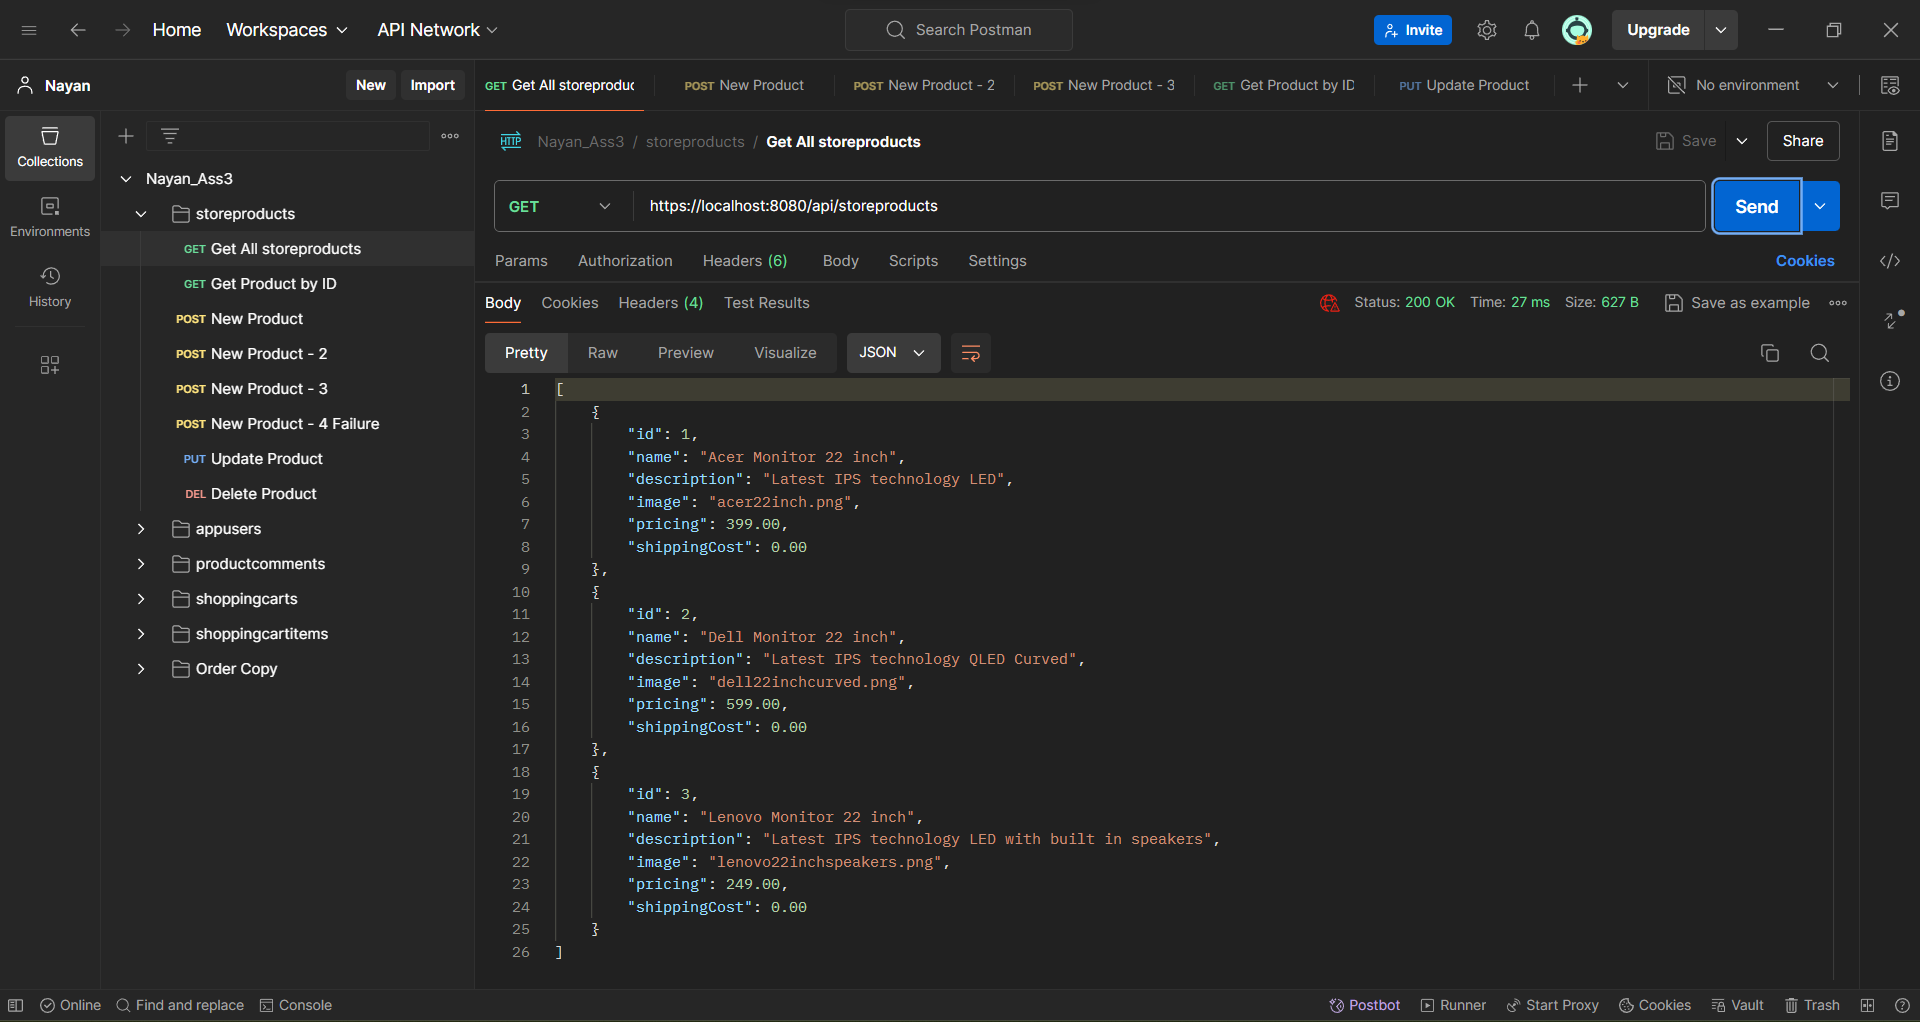 Home Workspaces API Network Search Postman Invite Upgrade
Nayan New Import
GET Get All storeproduc POST New Product POST New Product - 2 POST New Product - 3 GET Get Product by ID PUT Update Product No environment
Collections
Environments
History
Nayan_Ass3
storeproducts
GET Get All storeproducts
GET Get Product by ID
POST New Product
POST New Product - 2
POST New Product - 3
POST New Product - 4 Failure
PUT Update Product
DEL Delete Product
appusers
productcomments
shoppingcarts
shoppingcartitems
Order Copy
HTTP Nayan_Ass3 / storeproducts / Get All storeproducts Save Share
GET https://localhost:8080/api/storeproducts Send
Params Authorization Headers (6) Body Scripts Settings Cookies
Body Cookies Headers (4) Test Results Status: 200 OK Time: 27 ms Size: 627 B Save as example
Pretty Raw Preview Visualize JSON
1 [
2 {
3 "id": 1,
4 "name": "Acer Monitor 22 inch",
5 "description": "Latest IPS technology LED",
6 "image": "acer22inch.png",
7 "pricing": 399.00,
8 "shippingCost": 0.00
9 },
10 {
11 "id": 2,
12 "name": "Dell Monitor 22 inch",
13 "description": "Latest IPS technology QLED Curved",
14 "image": "dell22inchcurved.png",
15 "pricing": 599.00,
16 "shippingCost": 0.00
17 },
18 {
19 "id": 3,
20 "name": "Lenovo Monitor 22 inch",
21 "description": "Latest IPS technology LED with built in speakers",
22 "image": "lenovo22inchspeakers.png",
23 "pricing": 249.00,
24 "shippingCost": 0.00
25 }
26 ]
Online Find and replace Console Postbot Runner Start Proxy Cookies Vault Trash